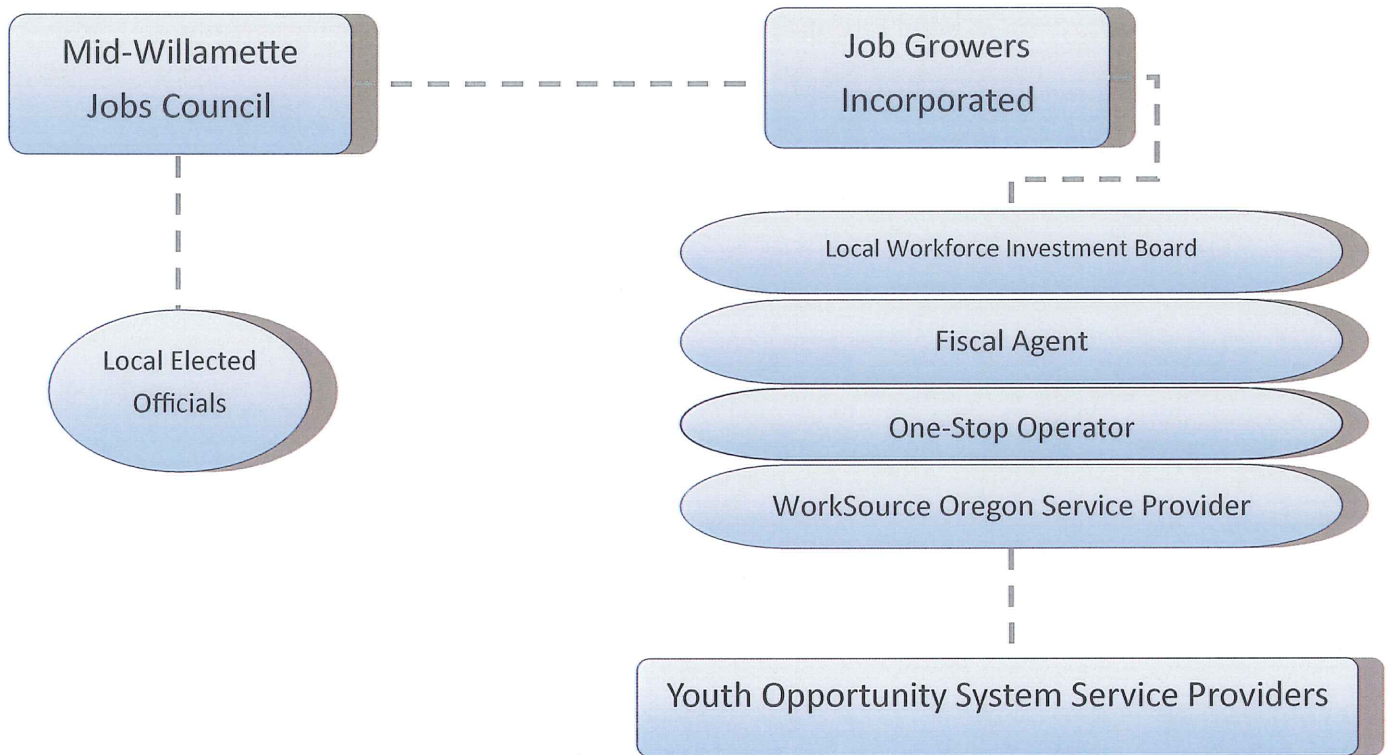 Mid-Willamette
Jobs Council
Job Growers
Incorporated
Local Workforce Investment Board
Fiscal Agent
Local Elected
Officials
One-Stop Operator
WorkSource Oregon Service Provider
Youth Opportunity System Service Providers